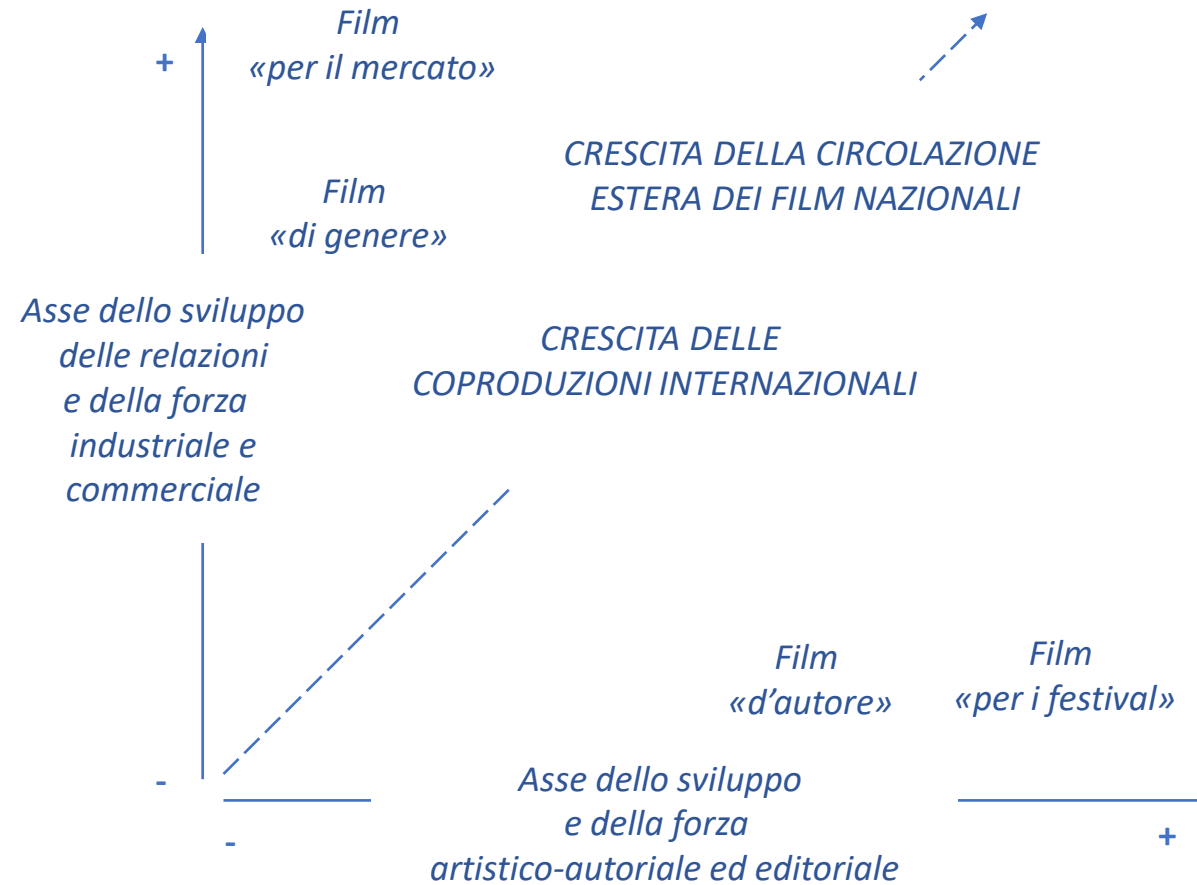 Film
«per il mercato»
+
CRESCITA DELLA CIRCOLAZIONE
ESTERA DEI FILM NAZIONALI
Film
«di genere»
Asse dello sviluppo
delle relazioni
e della forza
industriale e
commerciale
CRESCITA DELLE
COPRODUZIONI INTERNAZIONALI
Film
«d’autore»
Film
«per i festival»
-
Asse dello sviluppo
e della forza
artistico-autoriale ed editoriale
-
+